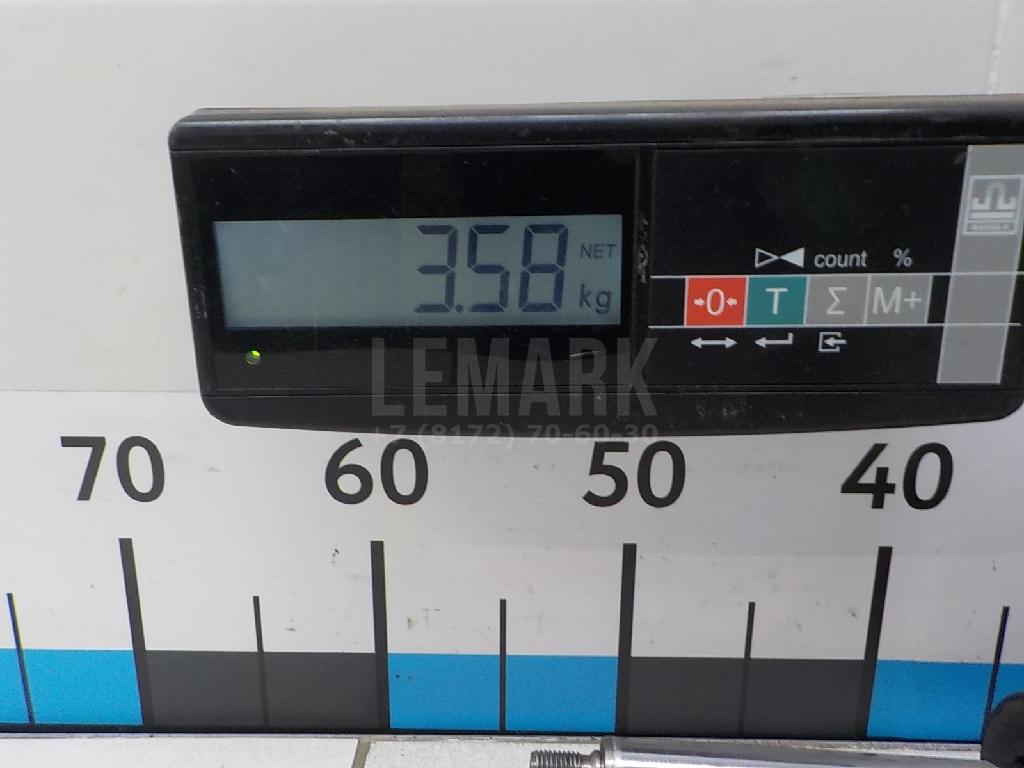 3.58 NET kg
count %
→0← T Σ M+
LEMARK
+7 (8172) 70-60-30
70 60 50 40